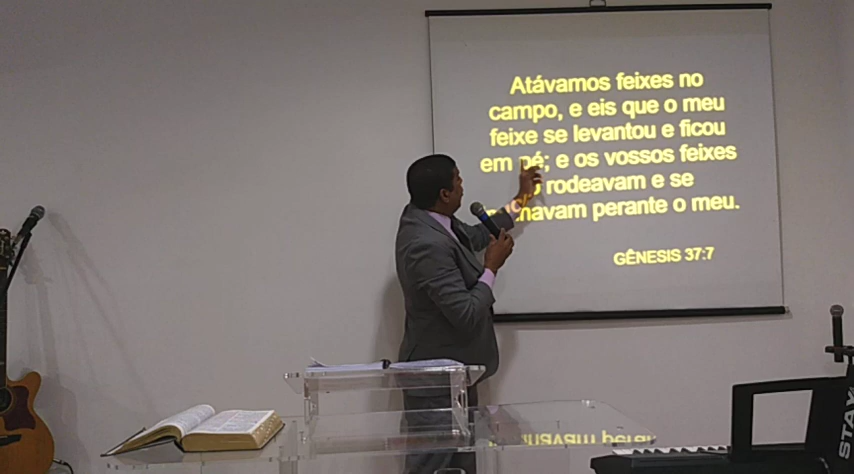 Atávamos feixes no
campo, e eis que o meu
feixe se levantou e ficou
em pé; e os vossos feixes
rodeavam e se
perante o meu.
GÊNESIS 37:7
STAY